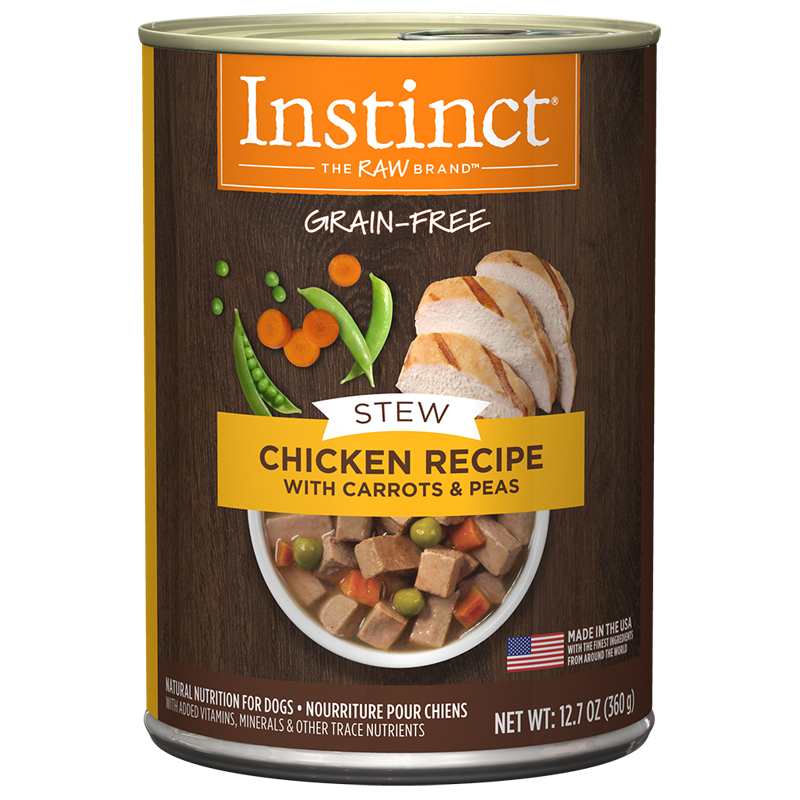 Instinct®
THE RAW BRAND™
GRAIN-FREE
STEW
CHICKEN RECIPE
WITH CARROTS & PEAS
MADE IN THE USA
WITH THE FINEST INGREDIENTS
FROM AROUND THE WORLD
NATURAL NUTRITION FOR DOGS • NOURRITURE POUR CHIENS
WITH ADDED VITAMINS, MINERALS & OTHER TRACE NUTRIENTS
NET WT: 12.7 OZ (360 g)